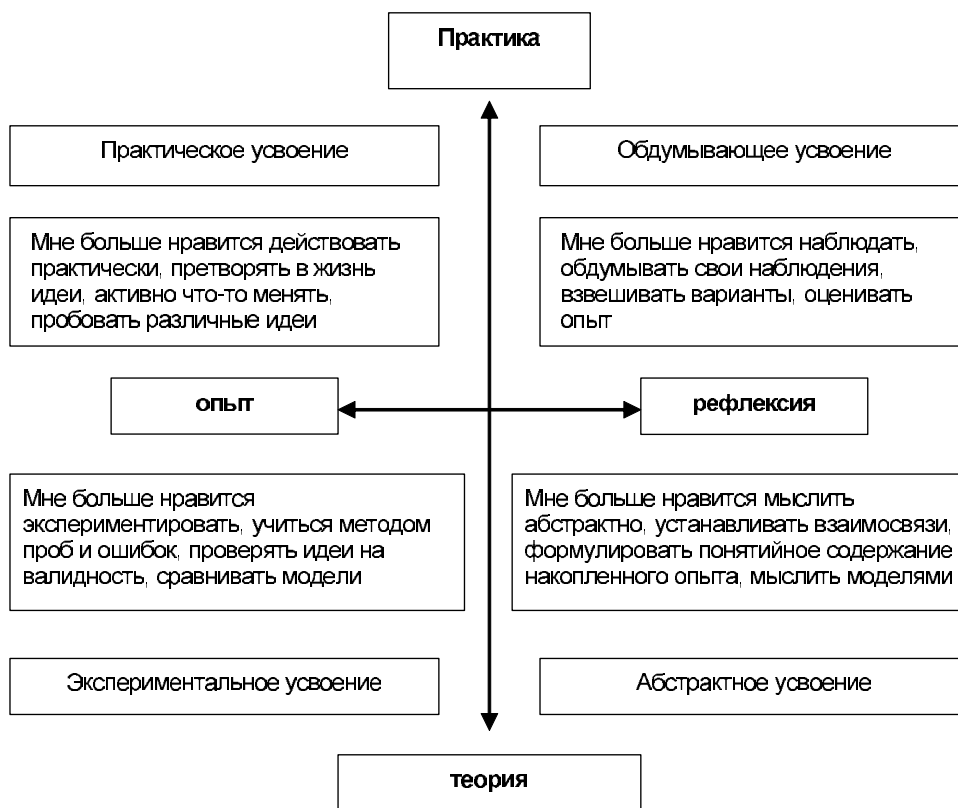 Практика
Практическое усвоение
Обдумывающее усвоение
Мне больше нравится действовать
практически, претворять в жизнь
идеи, активно что-то менять,
пробовать различные идеи
Мне больше нравится наблюдать,
обдумывать свои наблюдения,
взвешивать варианты, оценивать
опыт
опыт
рефлексия
Мне больше нравится
экспериментировать, учиться методом
проб и ошибок, проверять идеи на
валидность, сравнивать модели
Мне больше нравится мыслить
абстрактно, устанавливать взаимосвязи,
формулировать понятийное содержание
накопленного опыта, мыслить моделями
Экспериментальное усвоение
Абстрактное усвоение
теория